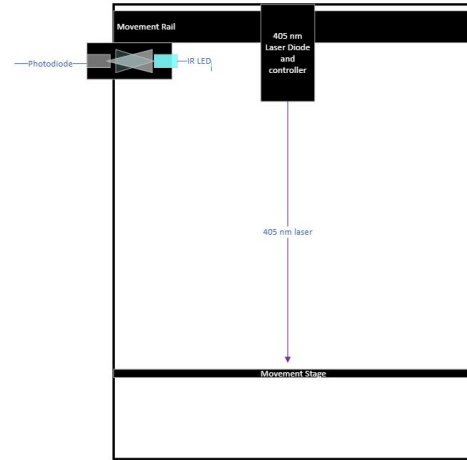 Movement Rail
405 nm
Laser Diode
and
controller
Photodiode
IR LED
405 nm laser
Movement Stage